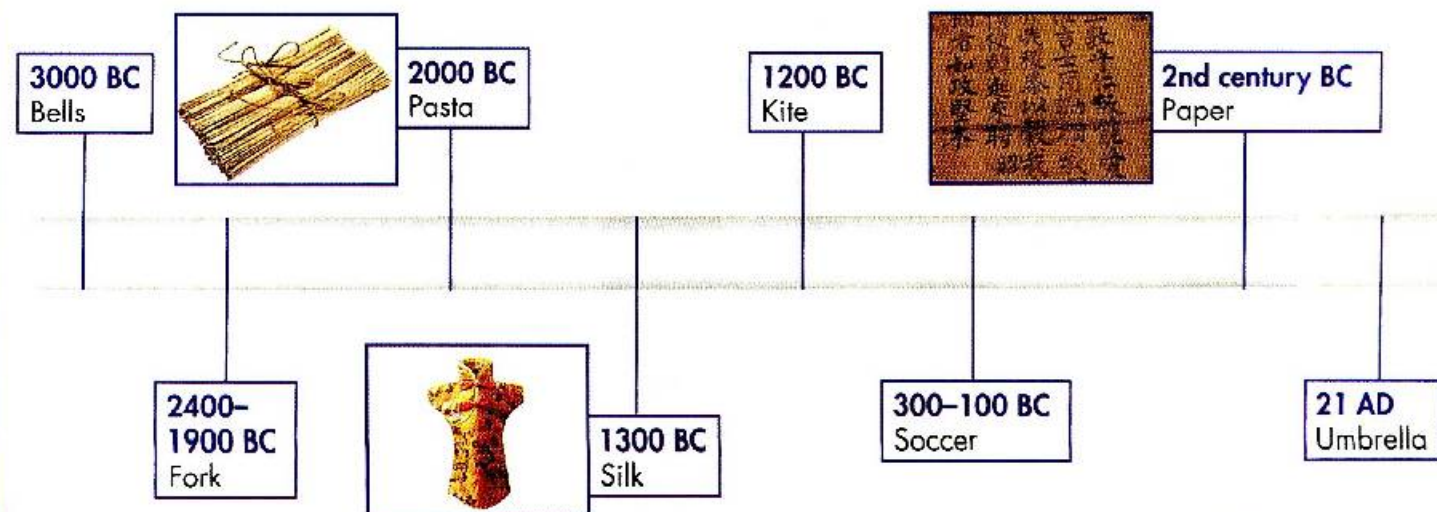 3000 BC
Bells
2000 BC
Pasta
1200 BC
Kite
2nd century BC
Paper
2400–
1900 BC
Fork
1300 BC
Silk
300–100 BC
Soccer
21 AD
Umbrella